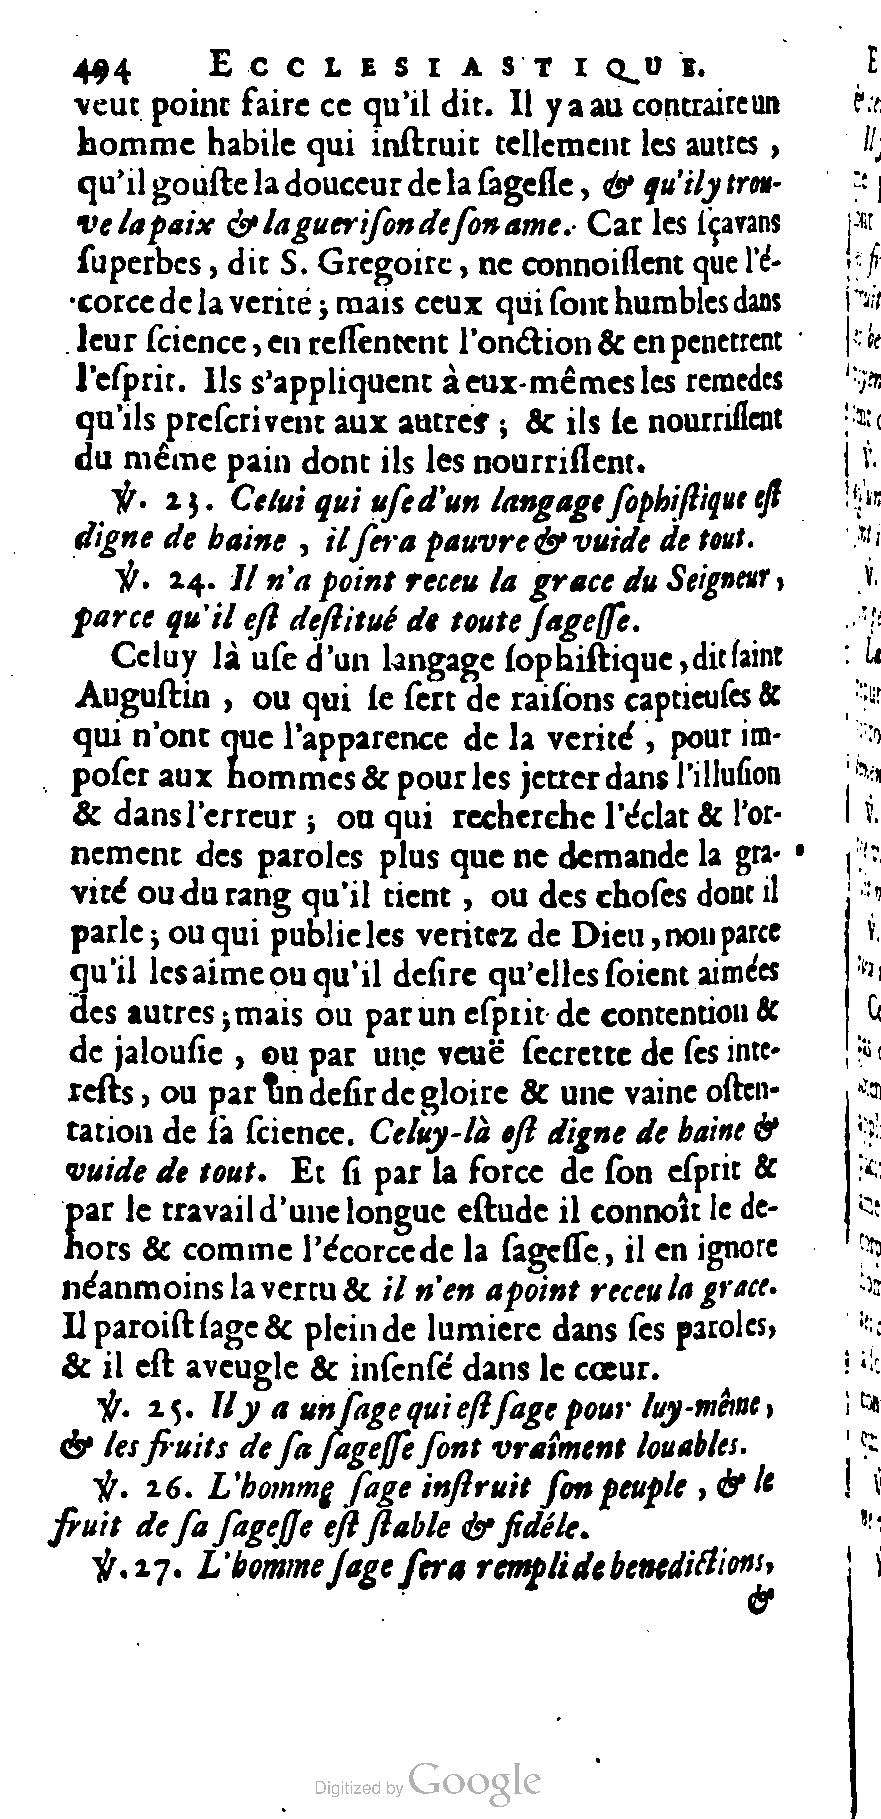 494 ECCLESIASTIQUE.
veut point faire ce qu'il dit. Il y a au contraire un
homme habile qui inſtruit tellement les autres ,
qu'il gouſte la douceur de la ſageſſe, & qu'il y trou-
ve la paix & la gueriſon de ſon ame. Car les ſçavans
ſuperbes, dit S. Gregoire, ne connoiſſent que l'é-
corce de la verité ; mais ceux qui ſont humbles dans
leur ſcience, en reſſentent l'onction & en penetrent
l'eſprit. Ils s'appliquent à eux-mêmes les remedes
qu'ils preſcrivent aux autres ; & ils ſe nourriſſent
du même pain dont ils les nourriſſent.
℣. 23. Celui qui uſe d'un langage ſophiſtique eſt
digne de haine , il ſera pauvre & vuide de tout.
℣. 24. Il n'a point receu la grace du Seigneur,
parce qu'il eſt deſtitué de toute ſageſſe.
Celuy là uſe d'un langage ſophiſtique, dit ſaint
Auguſtin , ou qui ſe ſert de raiſons captieuſes &
qui n'ont que l'apparence de la verité , pour im-
poſer aux hommes & pour les jetter dans l'illuſion
& dans l'erreur ; ou qui recherche l'éclat & l'or-
nement des paroles plus que ne demande la gra-
vité ou du rang qu'il tient , ou des choſes dont il
parle ; ou qui publie les veritez de Dieu, non parce
qu'il les aime ou qu'il deſire qu'elles ſoient aimées
des autres ; mais ou par un eſprit de contention &
de jalouſie , ou par une veuë ſecrette de ſes inte-
reſts, ou par un deſir de gloire & une vaine oſten-
tation de ſa ſcience. Celuy-là eſt digne de haine &
vuide de tout. Et ſi par la force de ſon eſprit &
par le travail d'une longue eſtude il connoît le de-
hors & comme l'écorce de la ſageſſe, il en ignore
néanmoins la vertu & il n'en a point receu la grace.
Il paroiſt ſage & plein de lumiere dans ſes paroles,
& il eſt aveugle & inſenſé dans le cœur.
℣. 25. Il y a un ſage qui eſt ſage pour luy-même,
& les fruits de ſa ſageſſe ſont vraîment louables.
℣. 26. L'homme ſage inſtruit ſon peuple , & le
fruit de ſa ſageſſe eſt ſtable & fidéle.
℣. 27. L'homme ſage ſera rempli de benedictions,
&
Digitized by Google